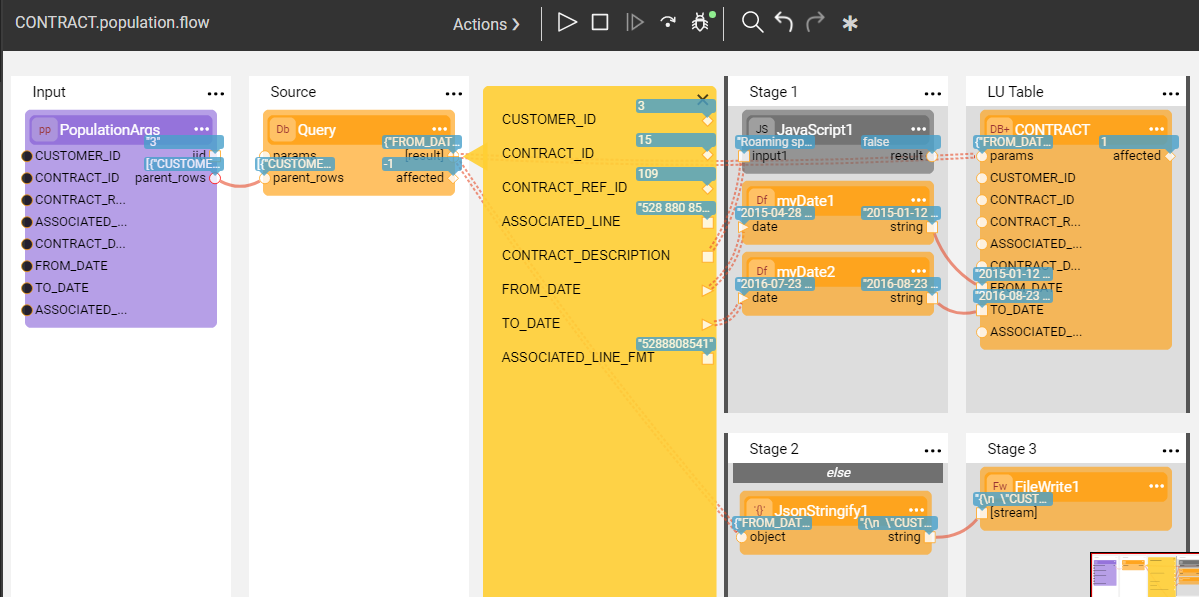 CONTRACT.population.flow
Actions
Input
pp PopulationArgs
"3"
CUSTOMER_ID iid
[{"CUSTOME...
CONTRACT_ID parent_rows
CONTRACT_R...
ASSOCIATED_...
CONTRACT_D...
FROM_DATE
TO_DATE
ASSOCIATED_...
Source
Db Query
{"FROM_DAT...
params [result]
[{"CUSTOME... -1
parent_rows affected
3
CUSTOMER_ID
15
CONTRACT_ID
109
CONTRACT_REF_ID
"528 880 85...
ASSOCIATED_LINE
CONTRACT_DESCRIPTION
FROM_DATE
TO_DATE
"5288808541"
ASSOCIATED_LINE_FMT
Stage 1
JS JavaScript1
"Roaming sp... false
input1 result
Df myDate1
"2015-04-28 ... "2015-01-12 ...
date string
Df myDate2
"2016-07-23 ... "2016-08-23 ...
date string
LU Table
DB+ CONTRACT
{"FROM_DAT... 1
params affected
CUSTOMER_ID
CONTRACT_ID
CONTRACT_R...
ASSOCIATED_...
CONTRACT_D...
"2015-01-12 ...
FROM_DATE
"2016-08-23 ...
TO_DATE
ASSOCIATED_...
Stage 2
else
'{}' JsonStringify1
{"FROM_DAT... "{\n \"CUST...
object string
Stage 3
Fw FileWrite1
"{\n \"CUST...
[stream]